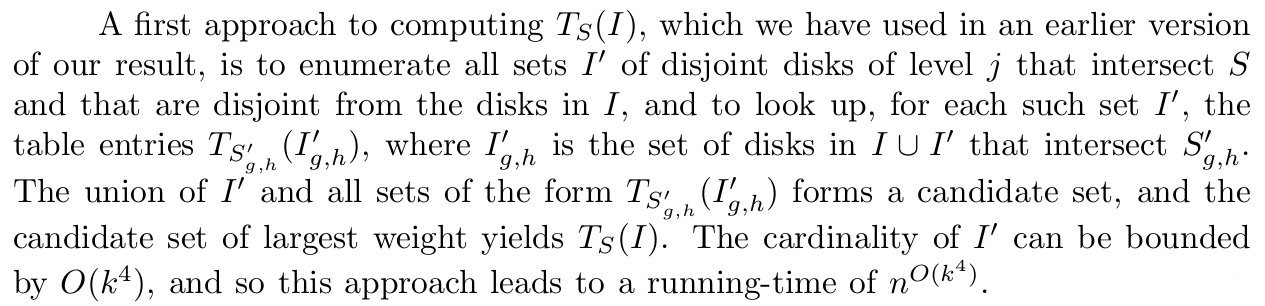 A first approach to computing $T_S(I)$, which we have used in an earlier version
of our result, is to enumerate all sets $I'$ of disjoint disks of level $j$ that intersect $S$
and that are disjoint from the disks in $I$, and to look up, for each such set $I'$, the
table entries $T_{S'_{g,h}}(I'_{g,h})$, where $I'_{g,h}$ is the set of disks in $I \cup I'$ that intersect $S'_{g,h}$.
The union of $I'$ and all sets of the form $T_{S'_{g,h}}(I'_{g,h})$ forms a candidate set, and the
candidate set of largest weight yields $T_S(I)$. The cardinality of $I'$ can be bounded
by $O(k^4)$, and so this approach leads to a running-time of $n^{O(k^4)}$.